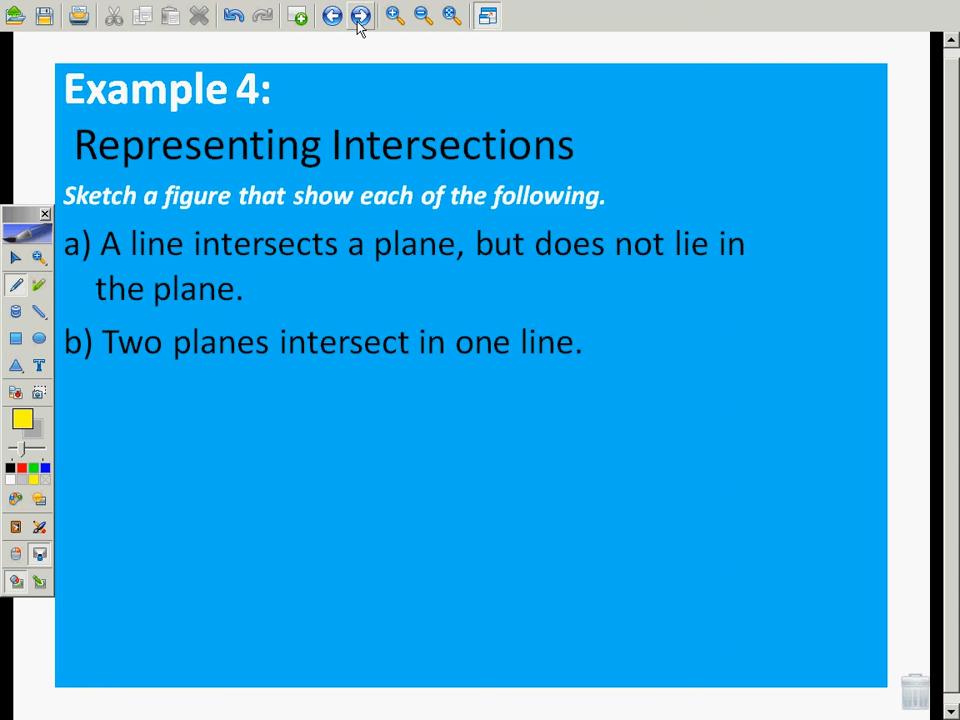 Example 4:
Representing Intersections
Sketch a figure that show each of the following.
a) A line intersects a plane, but does not lie in
the plane.
b) Two planes intersect in one line.